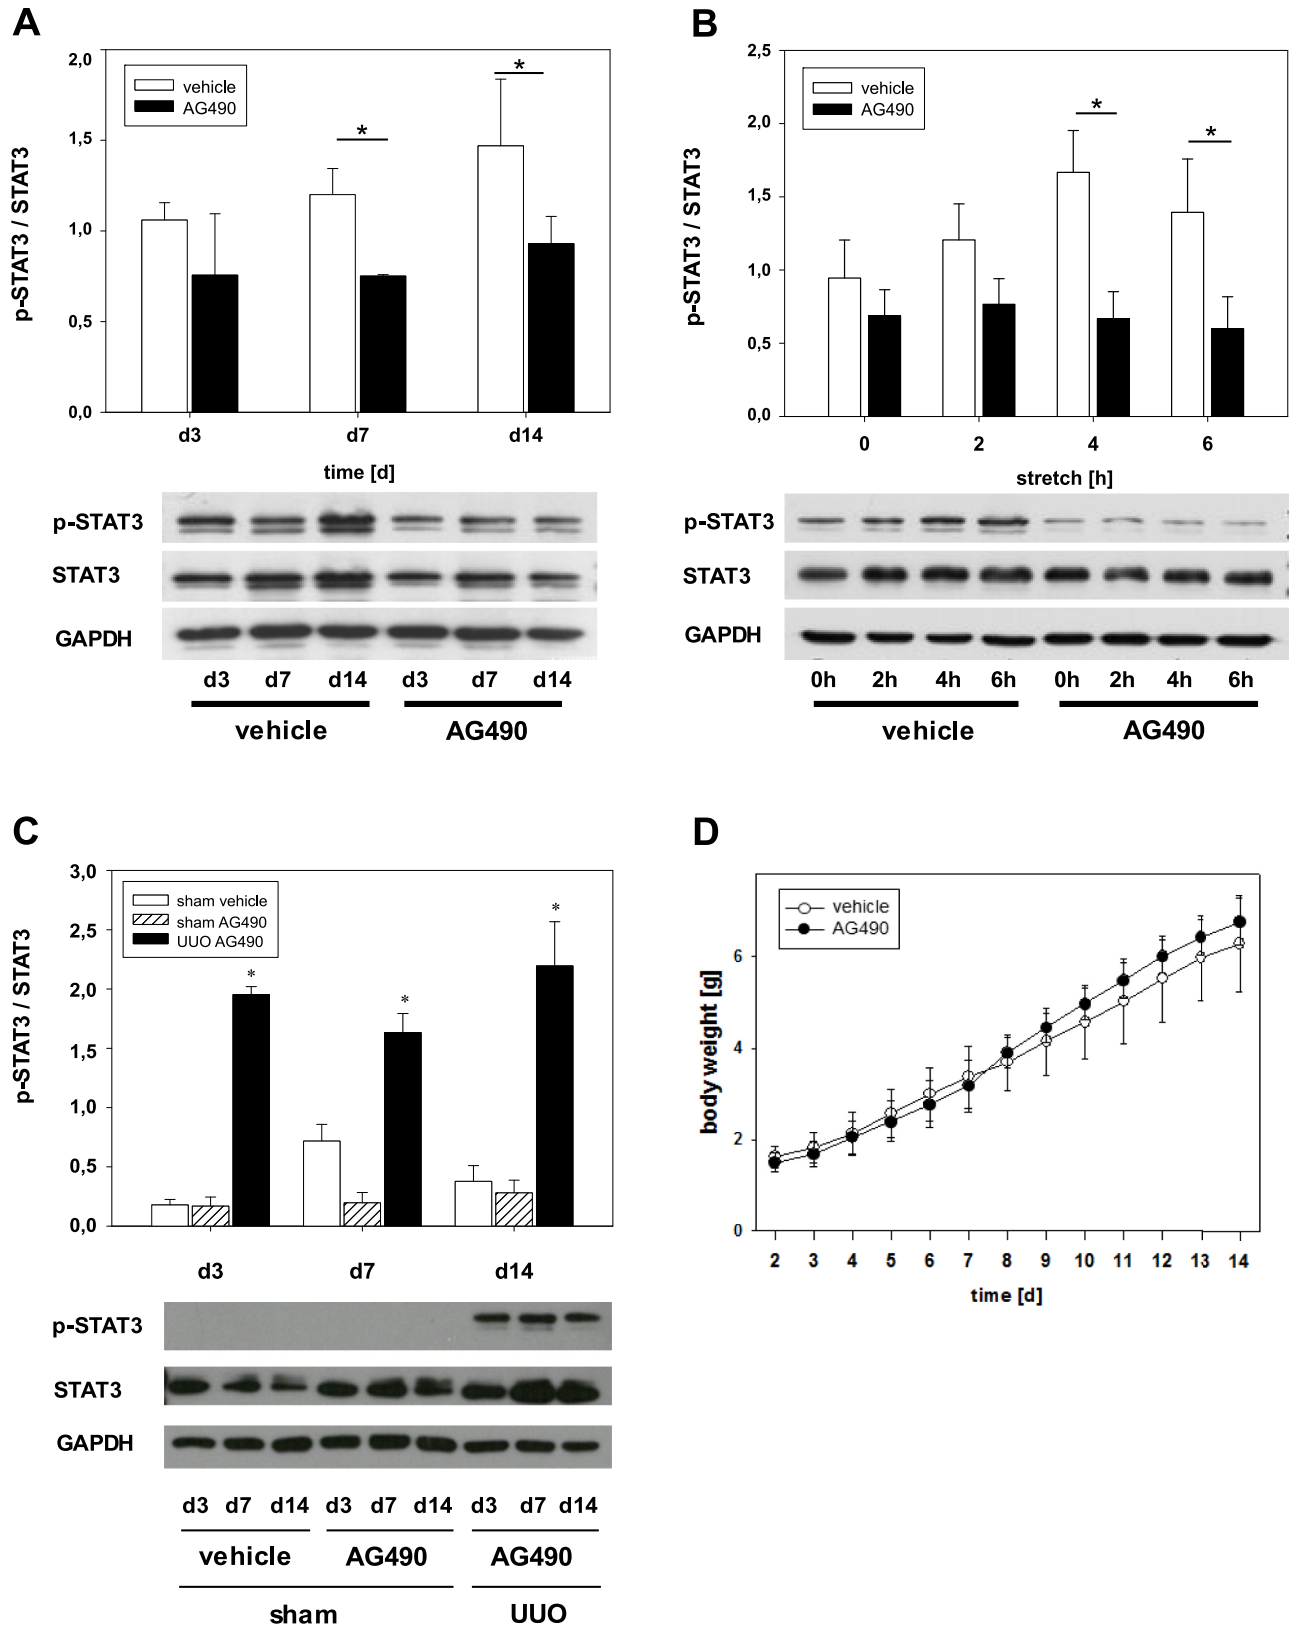 A
p-STAT3 / STAT3
2,0
1,5
1,0
0,5
0,0
vehicle
AG490
*
*
d3 d7 d14
time [d]
p-STAT3
STAT3
GAPDH
d3 d7 d14 d3 d7 d14
vehicle AG490
B
p-STAT3 / STAT3
2,5
2,0
1,5
1,0
0,5
0,0
vehicle
AG490
*
*
0 2 4 6
stretch [h]
p-STAT3
STAT3
GAPDH
0h 2h 4h 6h 0h 2h 4h 6h
vehicle AG490
C
p-STAT3 / STAT3
3,0
2,5
2,0
1,5
1,0
0,5
0,0
sham vehicle
sham AG490
UUO AG490
*
*
*
d3 d7 d14
p-STAT3
STAT3
GAPDH
d3 d7 d14 d3 d7 d14 d3 d7 d14
vehicle AG490 AG490
sham UUO
D
body weight [g]
6
4
2
0
vehicle
AG490
2 3 4 5 6 7 8 9 10 11 12 13 14
time [d]